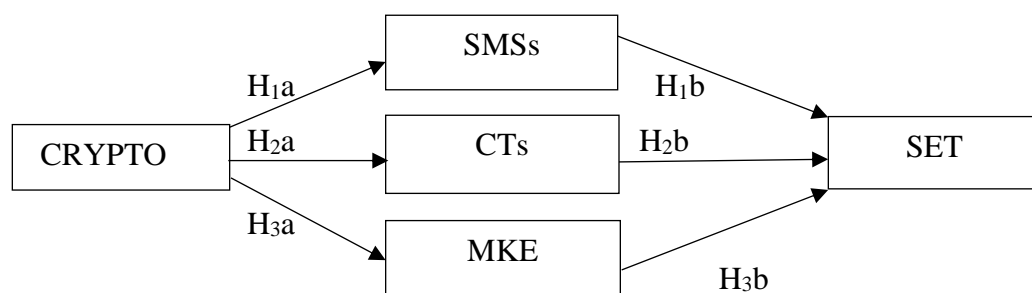 SMSs
H₁a
H₁b
CRYPTO
H₂a
CTs
H₂b
SET
H₃a
MKE
H₃b